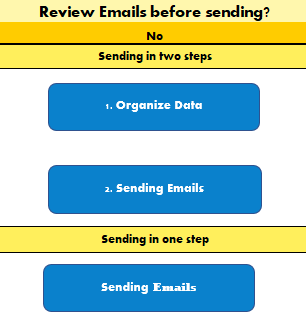 Review Emails before sending?
No
Sending in two steps
1. Organize Data
2. Sending Emails
Sending in one step
Sending Emails